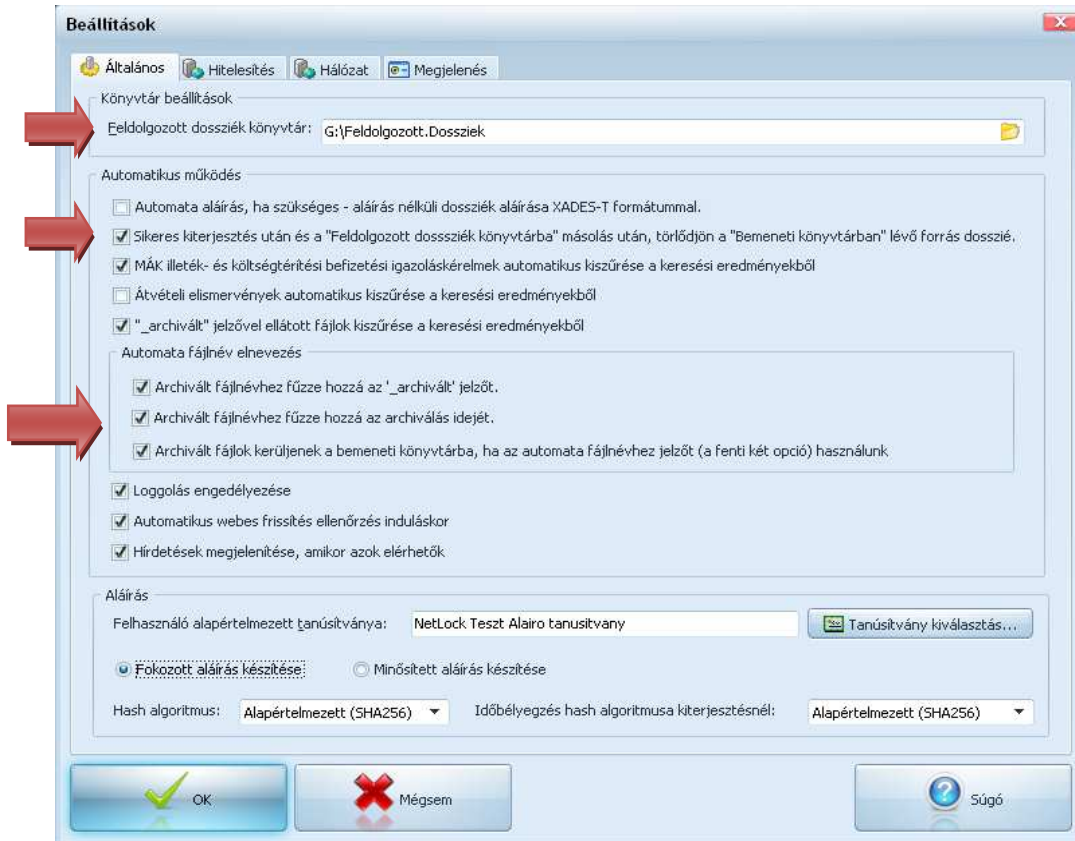 Beállítások
Általános Hitelesítés Hálózat Megjelenés
Könyvtár beállítások
Feldolgozott dossziék könyvtár: G:\Feldolgozott.Dossziek
Automatikus működés
Automata aláírás, ha szükséges - aláírás nélküli dossziék aláírása XADES-T formátummal.
Sikeres kiterjesztés után és a "Feldolgozott dosssziék könyvtárba" másolás után, törlődjön a "Bemeneti könyvtárban" lévő forrás dosszié.
MÁK illeték- és költségtérítési befizetési igazoláskérelmek automatikus kiszűrése a keresési eredményekből
Átvételi elismervények automatikus kiszűrése a keresési eredményekből
"_archivált" jelzővel ellátott fájlok kiszűrése a keresési eredményekből
Automata fájlnév elnevezés
Archivált fájlnévhez fűzze hozzá az '_archivált' jelzőt.
Archivált fájlnévhez fűzze hozzá az archiválás idejét.
Archivált fájlok kerüljenek a bemeneti könyvtárba, ha az automata fájlnévhez jelzőt (a fenti két opció) használunk
Loggolás engedélyezése
Automatikus webes frissítés ellenőrzés induláskor
Hírdetések megjelenítése, amikor azok elérhetők
Aláírás
Felhasználó alapértelmezett tanúsítványa: NetLock Teszt Alairo tanusitvany Tanúsítvány kiválasztás...
Fokozott aláírás készítése Minősített aláírás készítése
Hash algoritmus: Alapértelmezett (SHA256) Időbélyegzés hash algoritmusa kiterjesztésnél: Alapértelmezett (SHA256)
OK Mégsem Súgó